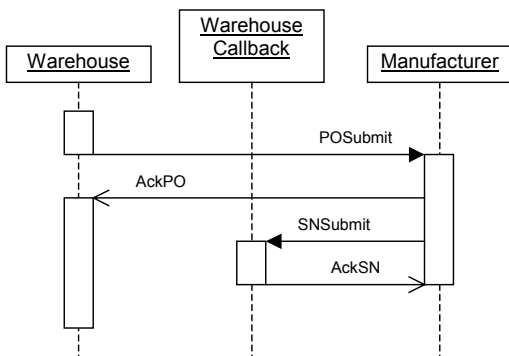 Warehouse
Warehouse
Callback
Manufacturer
POSubmit
AckPO
SNSubmit
AckSN